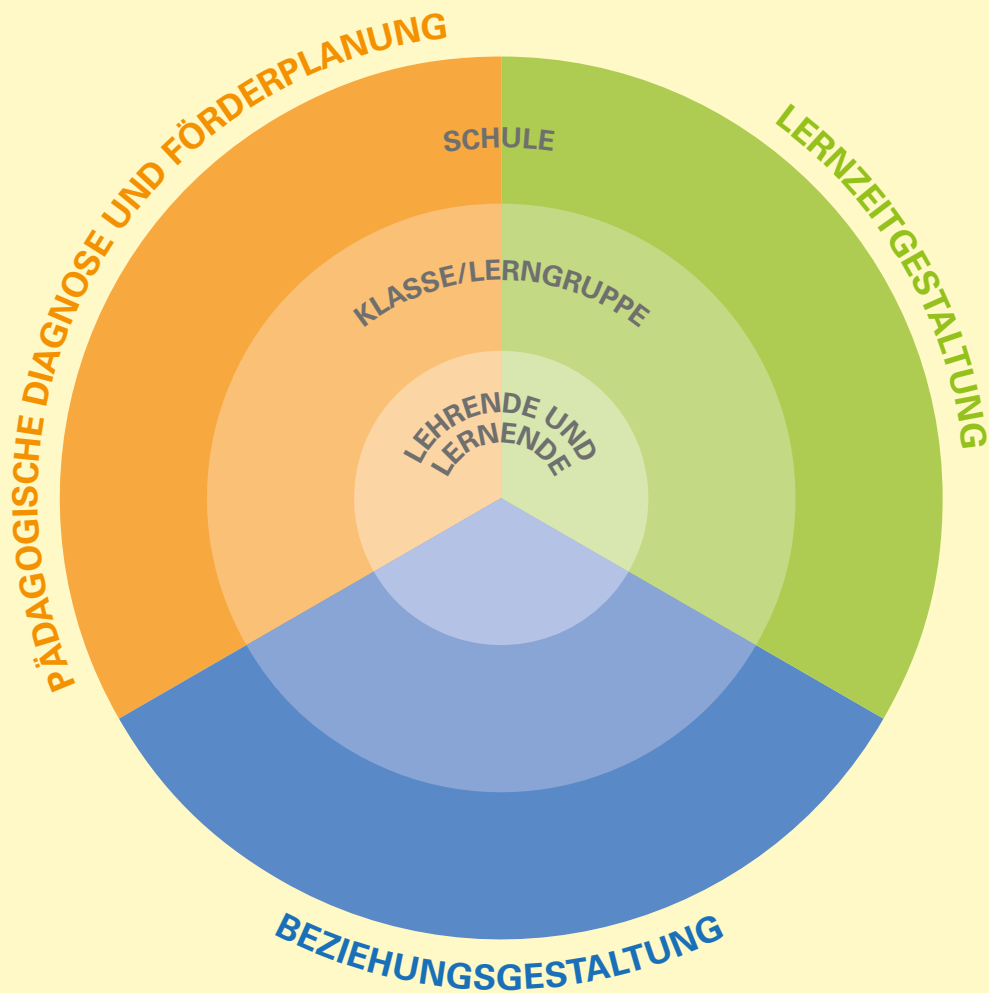 PÄDAGOGISCHE DIAGNOSE UND FÖRDERPLANUNG
LERNZEITGESTALTUNG
SCHULE
KLASSE/LERNGRUPPE
LEHRENDE UND
LERNENDE
BEZIEHUNGSGESTALTUNG